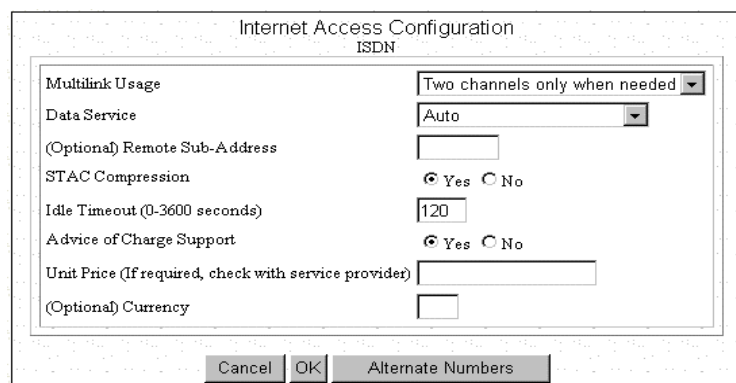 Internet Access Configuration
ISDN
Multilink Usage Two channels only when needed
Data Service Auto
(Optional) Remote Sub-Address
STAC Compression Yes No
Idle Timeout (0-3600 seconds) 120
Advice of Charge Support Yes No
Unit Price (If required, check with service provider)
(Optional) Currency
Cancel OK Alternate Numbers